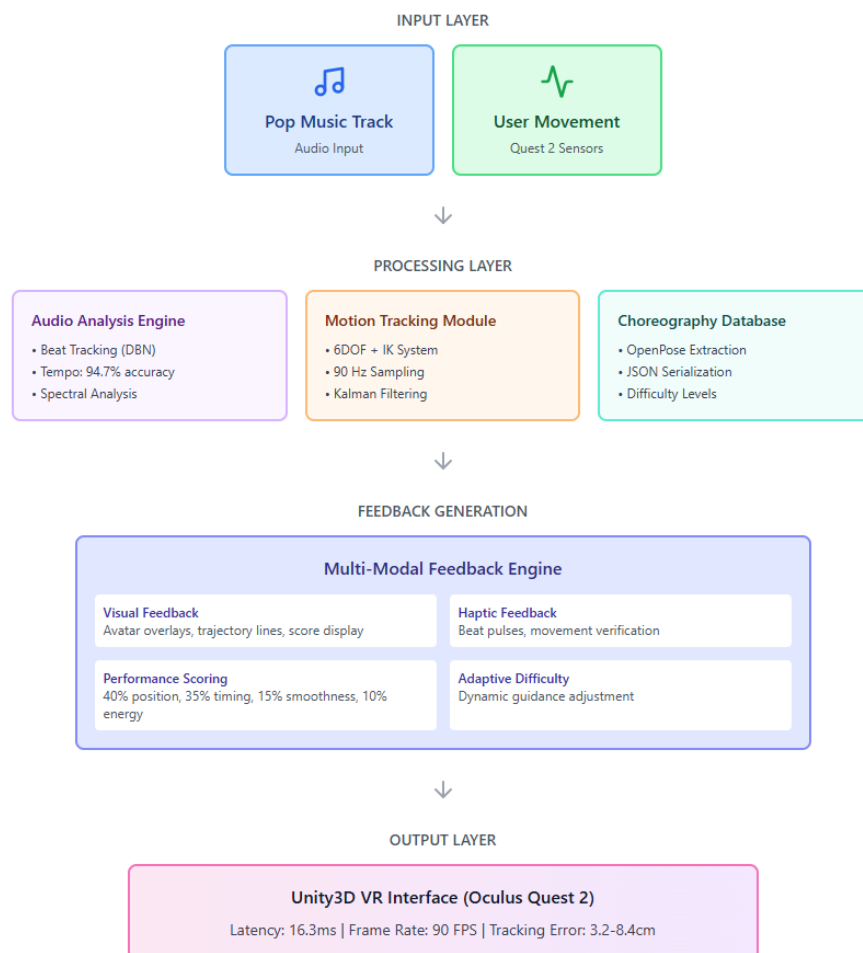 INPUT LAYER
Pop Music Track
Audio Input
User Movement
Quest 2 Sensors
PROCESSING LAYER
Audio Analysis Engine
• Beat Tracking (DBN)
• Tempo: 94.7% accuracy
• Spectral Analysis
Motion Tracking Module
• 6DOF + IK System
• 90 Hz Sampling
• Kalman Filtering
Choreography Database
• OpenPose Extraction
• JSON Serialization
• Difficulty Levels
FEEDBACK GENERATION
Multi-Modal Feedback Engine
Visual Feedback
Avatar overlays, trajectory lines, score display
Haptic Feedback
Beat pulses, movement verification
Performance Scoring
40% position, 35% timing, 15% smoothness, 10%
energy
Adaptive Difficulty
Dynamic guidance adjustment
OUTPUT LAYER
Unity3D VR Interface (Oculus Quest 2)
Latency: 16.3ms | Frame Rate: 90 FPS | Tracking Error: 3.2-8.4cm